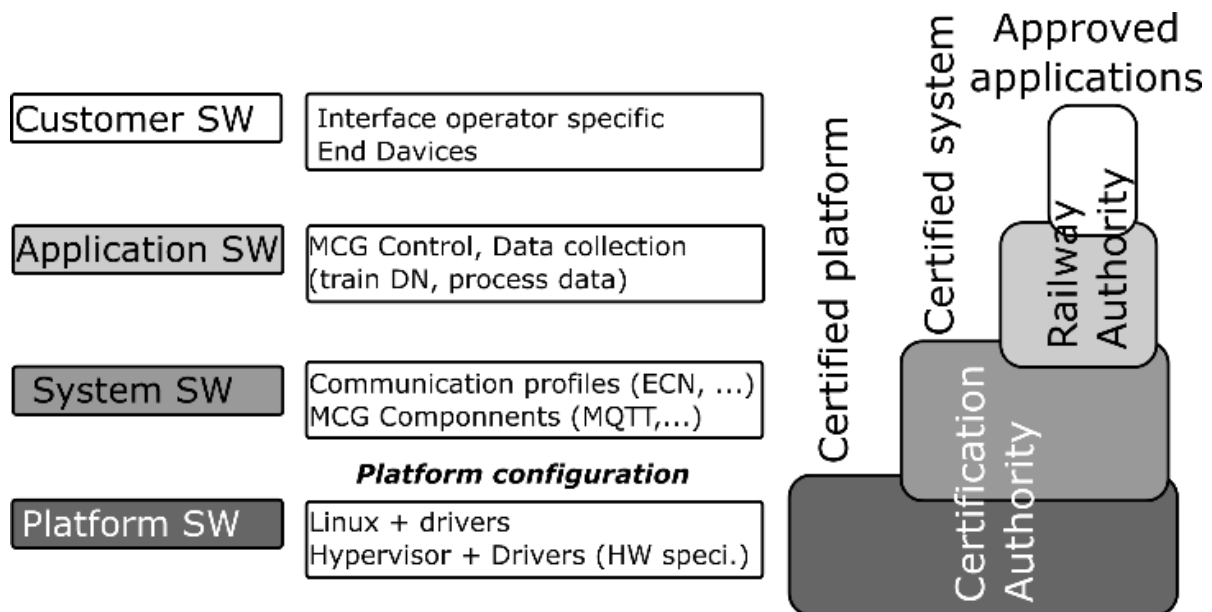 Customer SW
Interface operator specific
End Davices
Application SW
MCG Control, Data collection
(train DN, process data)
System SW
Communication profiles (ECN, ...)
MCG Componnents (MQTT,...)
Platform configuration
Platform SW
Linux + drivers
Hypervisor + Drivers (HW speci.)
Certified platform
Certified system
Approved
applications
Railway
Authority
Certification
Authority